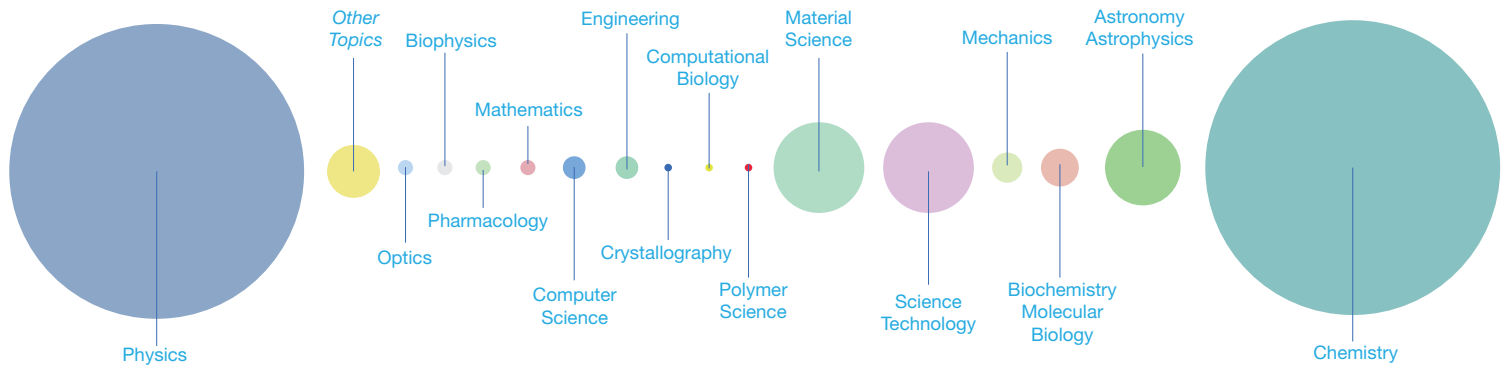 Other
Topics
Biophysics
Engineering
Computational
Biology
Material
Science
Mechanics
Astronomy
Astrophysics
Mathematics
Pharmacology
Optics
Crystallography
Computer
Science
Polymer
Science
Science
Technology
Biochemistry
Molecular
Biology
Physics
Chemistry